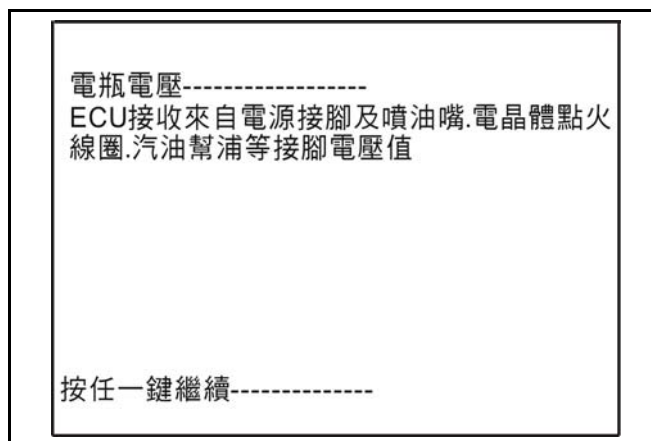 電瓶電壓------------------
ECU接收來自電源接腳及噴油嘴.電晶體點火
線圈.汽油幫浦等接腳電壓值
按任一鍵繼續--------------